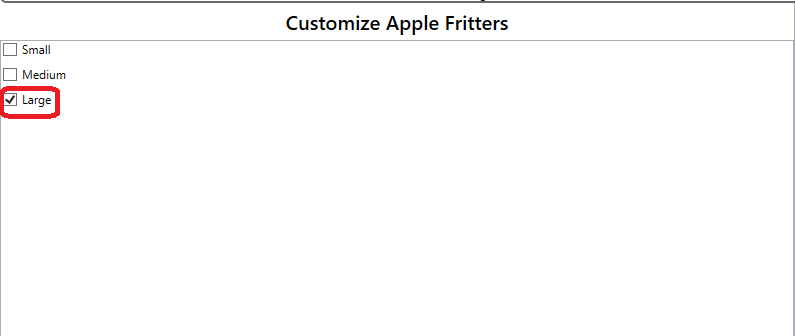 Customize Apple Fritters
Small
Medium
Large